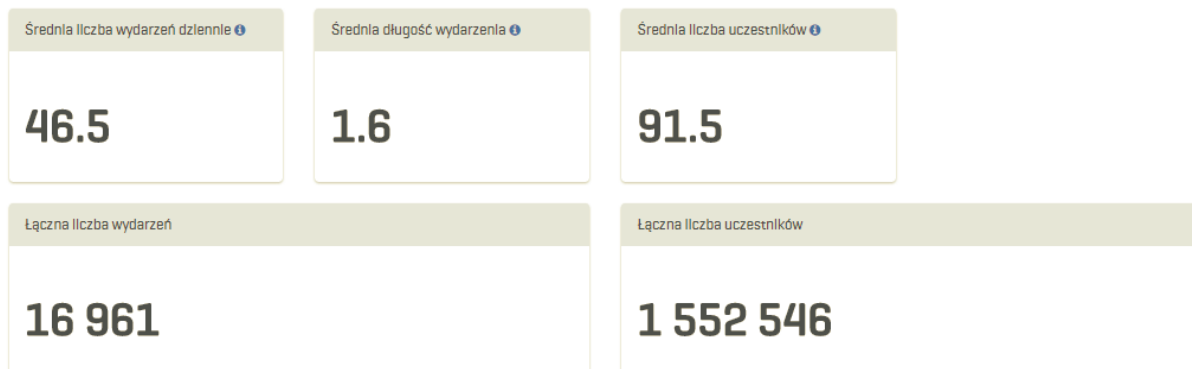 Średnia liczba wydarzeń dziennie
Średnia długość wydarzenia
Średnia liczba uczestników
46.5
1.6
91.5
Łączna liczba wydarzeń
Łączna liczba uczestników
16 961
1 552 546